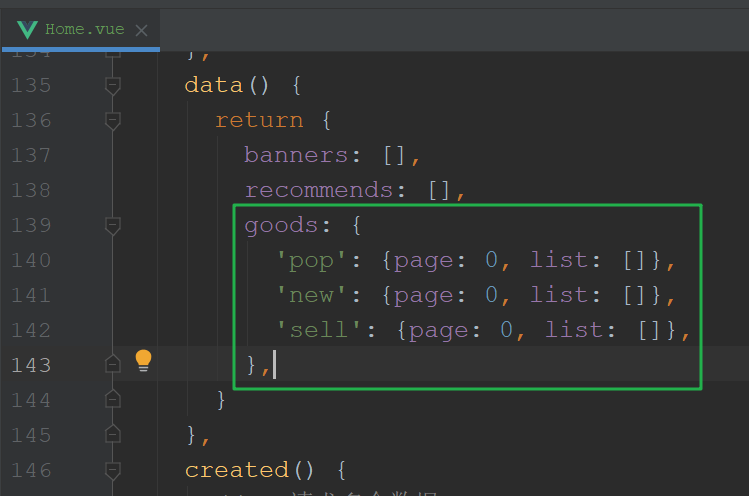 Home.vue
134 },
135 data() {
136 return {
137 banners: [],
138 recommends: [],
139 goods: {
140 'pop': {page: 0, list: []},
141 'new': {page: 0, list: []},
142 'sell': {page: 0, list: []},
143 },
144 }
145 },
146 created() {